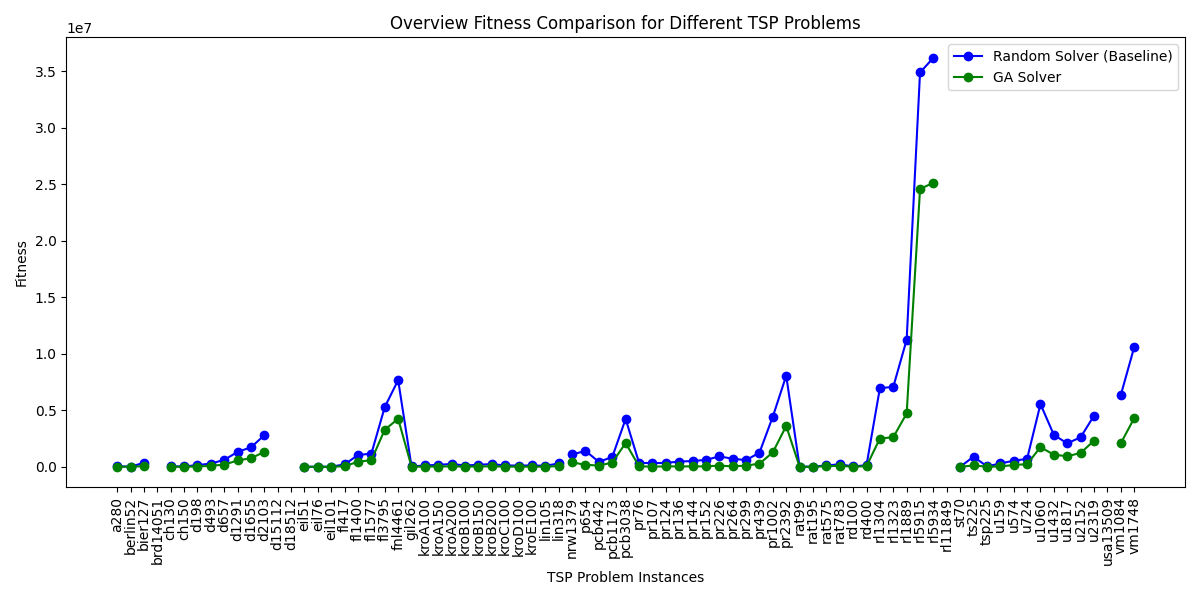 Overview Fitness Comparison for Different TSP Problems
1e7
Random Solver (Baseline)
GA Solver
3.5
3.0
2.5
2.0
1.5
1.0
0.5
0.0
Fitness
a280
berlin52
bier127
brd14051
ch130
ch150
d198
d493
d657
d1291
d1655
d2103
d15112
d18512
eil51
eil76
eil101
fl417
fl1400
fl1577
fl3795
fnl4461
gil262
kroA100
kroA150
kroA200
kroB100
kroB150
kroB200
kroC100
kroD100
kroE100
lin105
lin318
nrw1379
p654
pcb442
pcb1173
pcb3038
pr76
pr107
pr124
pr136
pr144
pr152
pr226
pr264
pr299
pr439
pr1002
pr2392
rat99
rat195
rat575
rat783
rd100
rd400
rl1304
rl1323
rl1889
rl5915
rl5934
rl11849
st70
ts225
tsp225
u159
u574
u724
u1060
u1432
u1817
u2152
u2319
usa13509
vm1084
vm1748
TSP Problem Instances